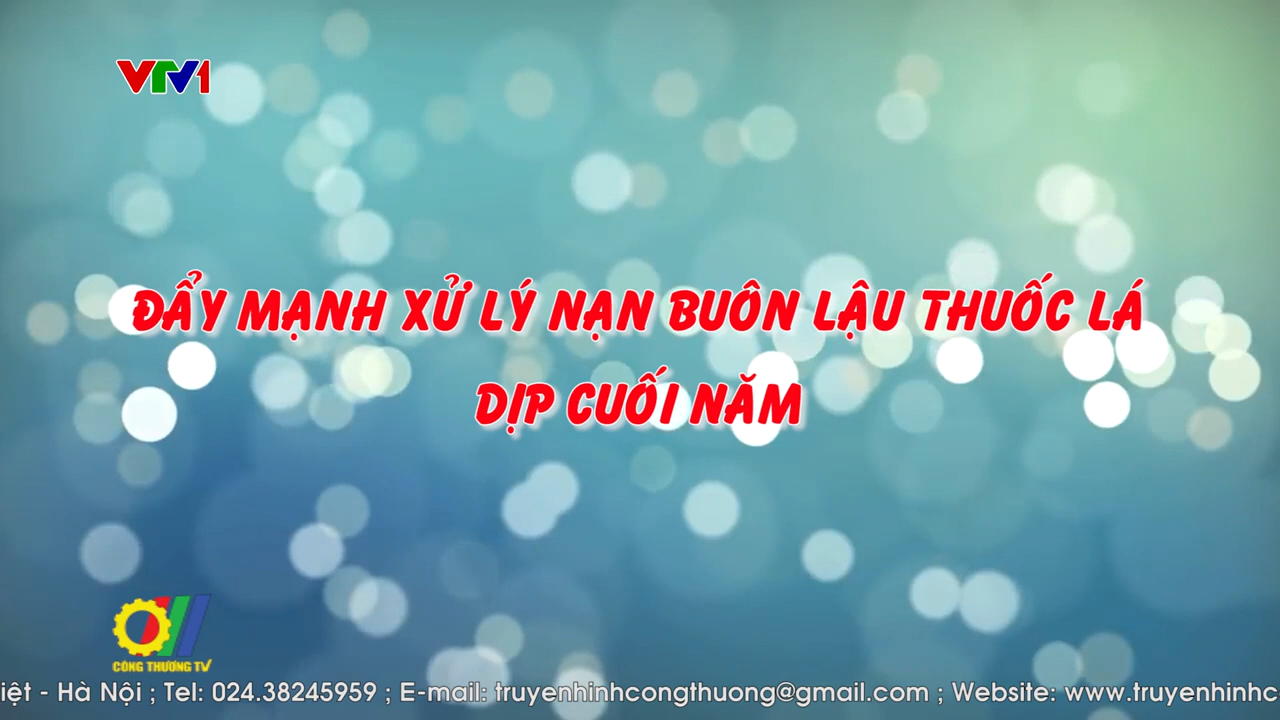 VTV1
ĐẨY MẠNH XỬ LÝ NẠN BUÔN LẬU THUỐC LÁ
DỊP CUỐI NĂM
CÔNG THƯƠNG TV
iệt - Hà Nội ; Tel: 024.38245959 ; E-mail: truyenhinhcongthuong@gmail.com ; Website: www.truyenhinhc